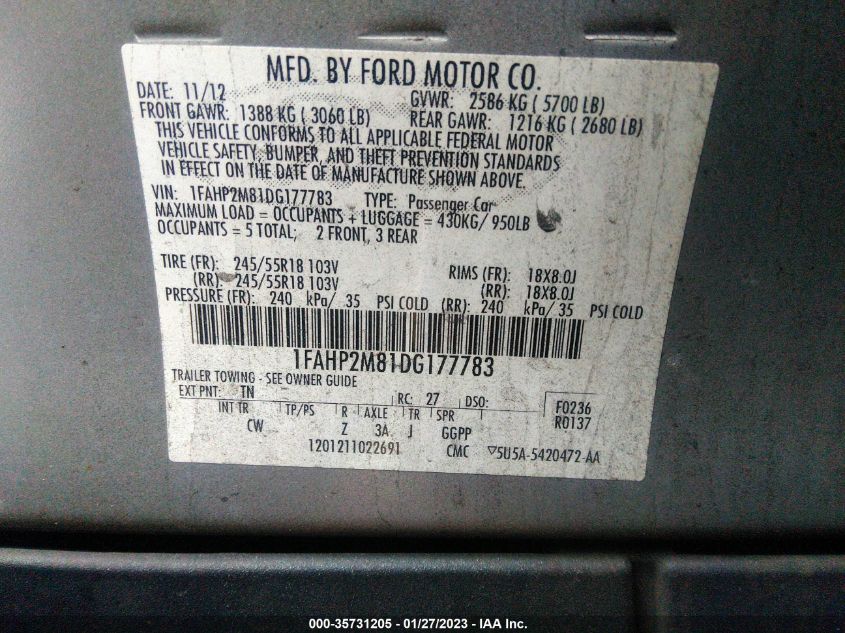 MFD. BY FORD MOTOR CO.
DATE: 11/12 GVWR: 2586 KG ( 5700 LB)
FRONT GAWR: 1388 KG ( 3060 LB) REAR GAWR: 1216 KG ( 2680 LB)
THIS VEHICLE CONFORMS TO ALL APPLICABLE FEDERAL MOTOR
VEHICLE SAFETY, BUMPER, AND THEFT PREVENTION STANDARDS
IN EFFECT ON THE DATE OF MANUFACTURE SHOWN ABOVE.
VIN: 1FAHP2M81DG177783 TYPE: Passenger Car
MAXIMUM LOAD = OCCUPANTS + LUGGAGE = 430KG/ 950LB
OCCUPANTS = 5 TOTAL; 2 FRONT, 3 REAR
TIRE (FR): 245/55R18 103V RIMS (FR): 18X8.0J
(RR): 245/55R18 103V (RR): 18X8.0J
PRESSURE (FR): 240 kPa/ 35 PSI COLD (RR): 240 kPa/ 35 PSI COLD
1FAHP2M81DG177783
TRAILER TOWING - SEE OWNER GUIDE
EXT PNT: TN RC: 27 DSO: F0236
INT TR TP/PS R AXLE TR SPR R0137
CW Z 3A J GGPP
1201211022691 CMC ▽5U5A-5420472-AA
000-35731205 - 01/27/2023 - IAA Inc.